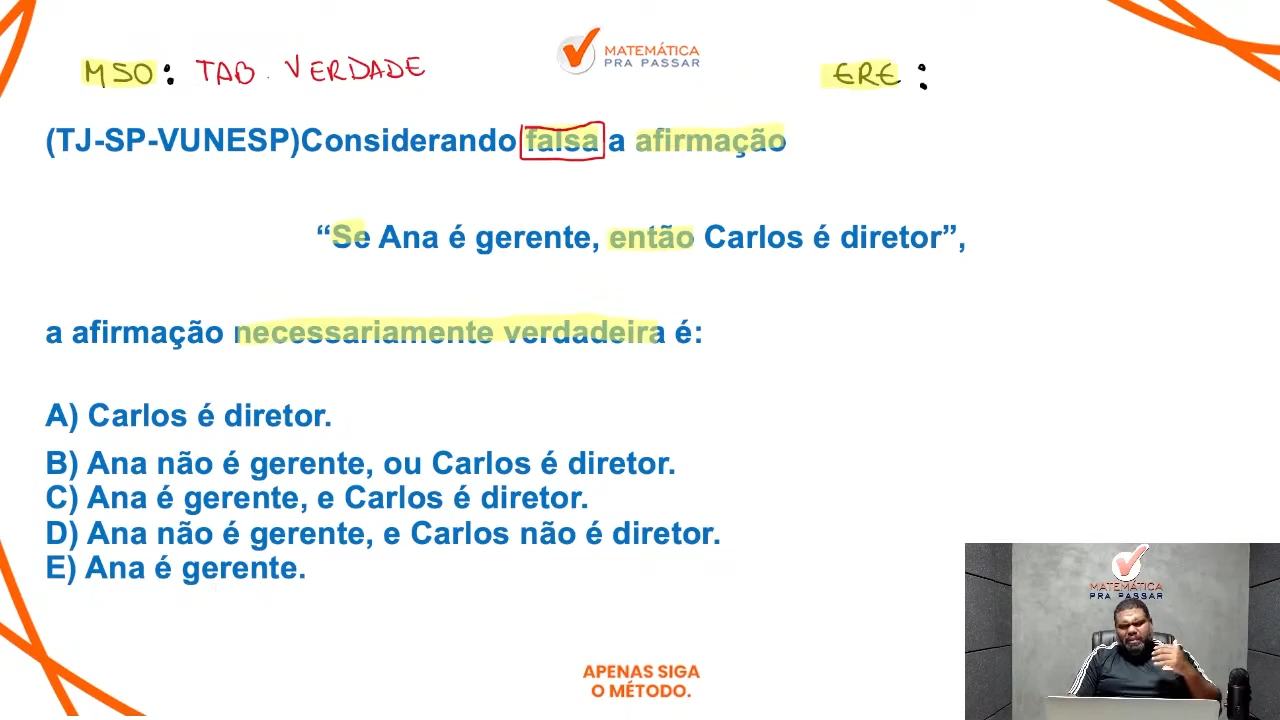 MATEMÁTICA
PRA PASSAR
MSO: TAB. VERDADE
ERE:
(TJ-SP-VUNESP)Considerando falsa a afirmação
“Se Ana é gerente, então Carlos é diretor”,
a afirmação necessariamente verdadeira é:
A) Carlos é diretor.
B) Ana não é gerente, ou Carlos é diretor.
C) Ana é gerente, e Carlos é diretor.
D) Ana não é gerente, e Carlos não é diretor.
E) Ana é gerente.
MATEMÁTICA
PRA PASSAR
APENAS SIGA
O MÉTODO.